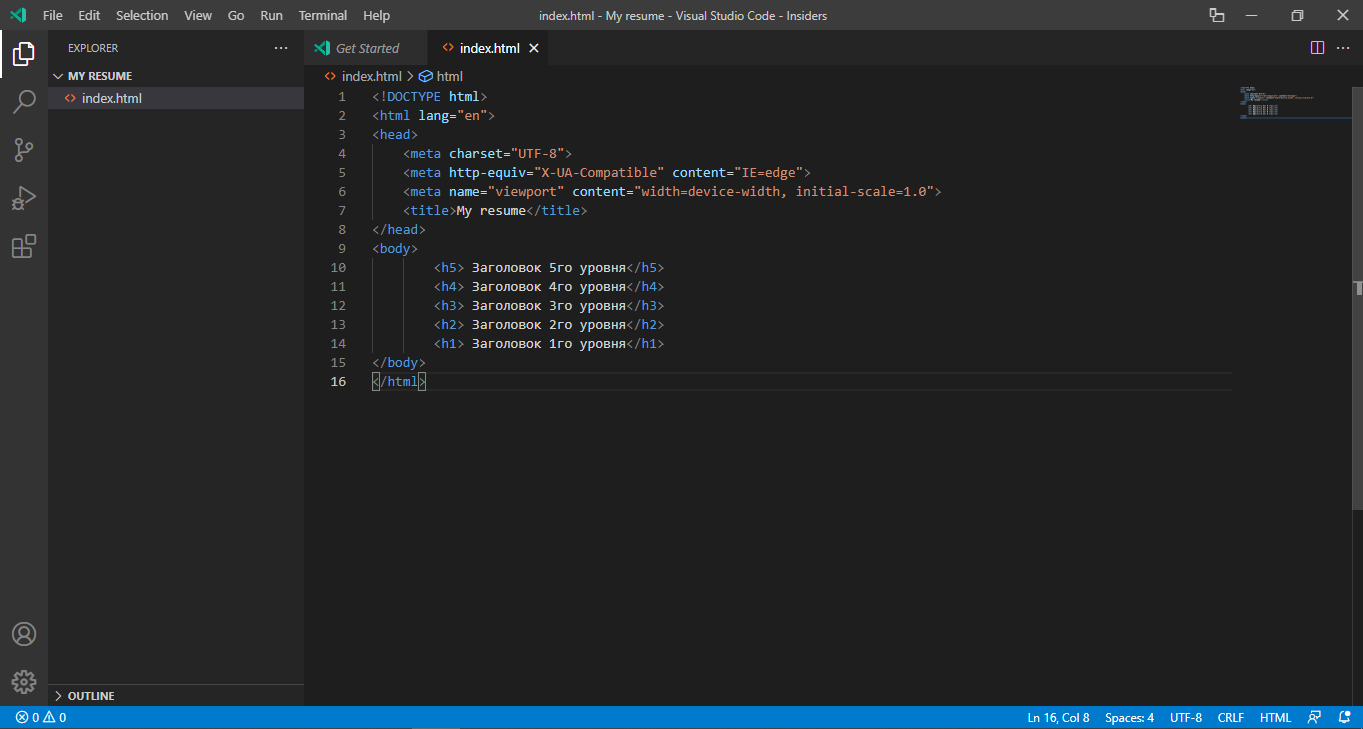 File Edit Selection View Go Run Terminal Help index.html - My resume - Visual Studio Code - Insiders
EXPLORER
MY RESUME
index.html
Get Started index.html
index.html > html
1 <!DOCTYPE html>
2 <html lang="en">
3 <head>
4 <meta charset="UTF-8">
5 <meta http-equiv="X-UA-Compatible" content="IE=edge">
6 <meta name="viewport" content="width=device-width, initial-scale=1.0">
7 <title>My resume</title>
8 </head>
9 <body>
10 <h5> Заголовок 5го уровня</h5>
11 <h4> Заголовок 4го уровня</h4>
12 <h3> Заголовок 3го уровня</h3>
13 <h2> Заголовок 2го уровня</h2>
14 <h1> Заголовок 1го уровня</h1>
15 </body>
16 </html>
OUTLINE
0 0 Ln 16, Col 8 Spaces: 4 UTF-8 CRLF HTML